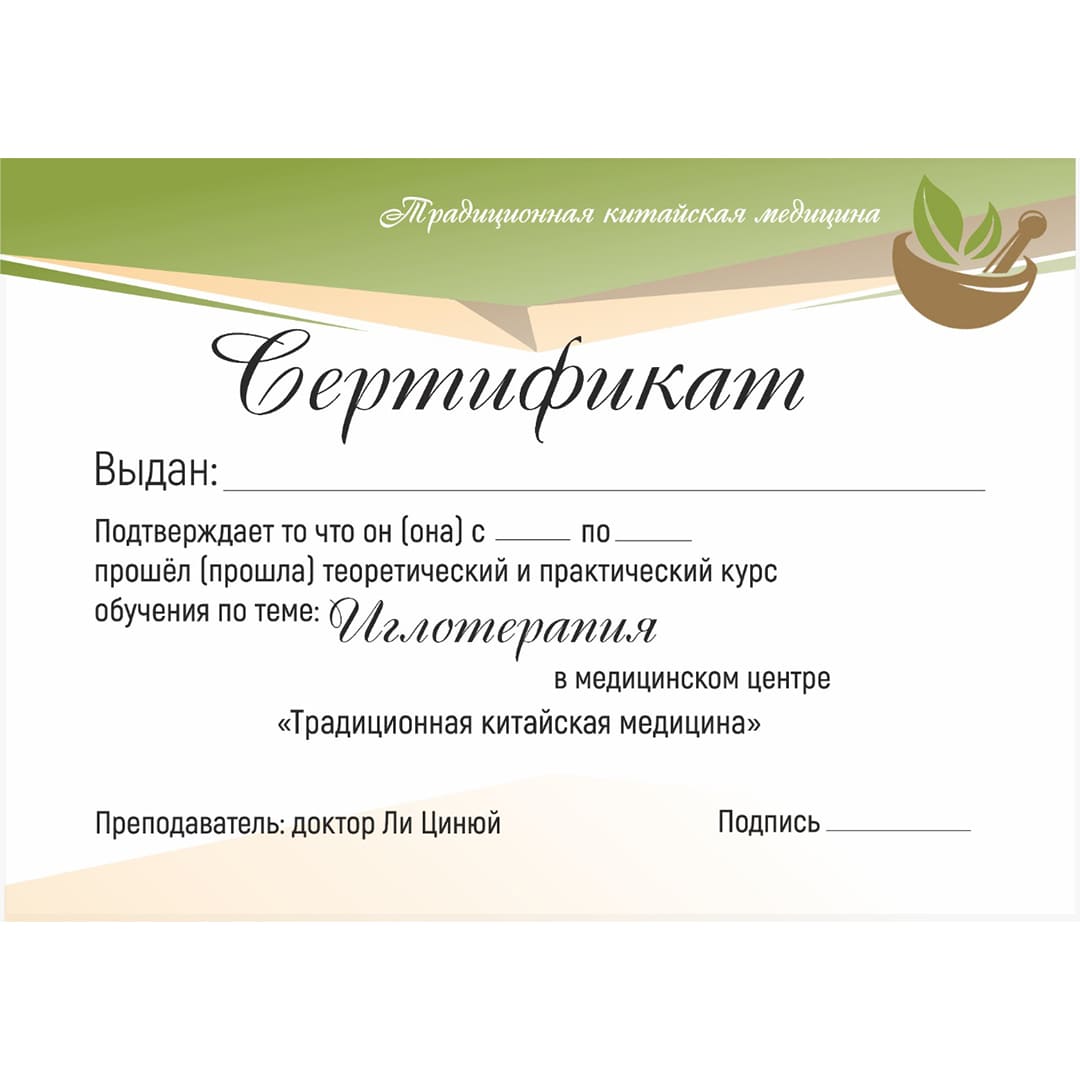 Традиционная китайская медицина
Сертификат
Выдан:
Подтверждает то что он (она) с по
прошёл (прошла) теоретический и практический курс
обучения по теме: Иглотерапия
в медицинском центре
«Традиционная китайская медицина»
Преподаватель: доктор Ли Цинюй Подпись